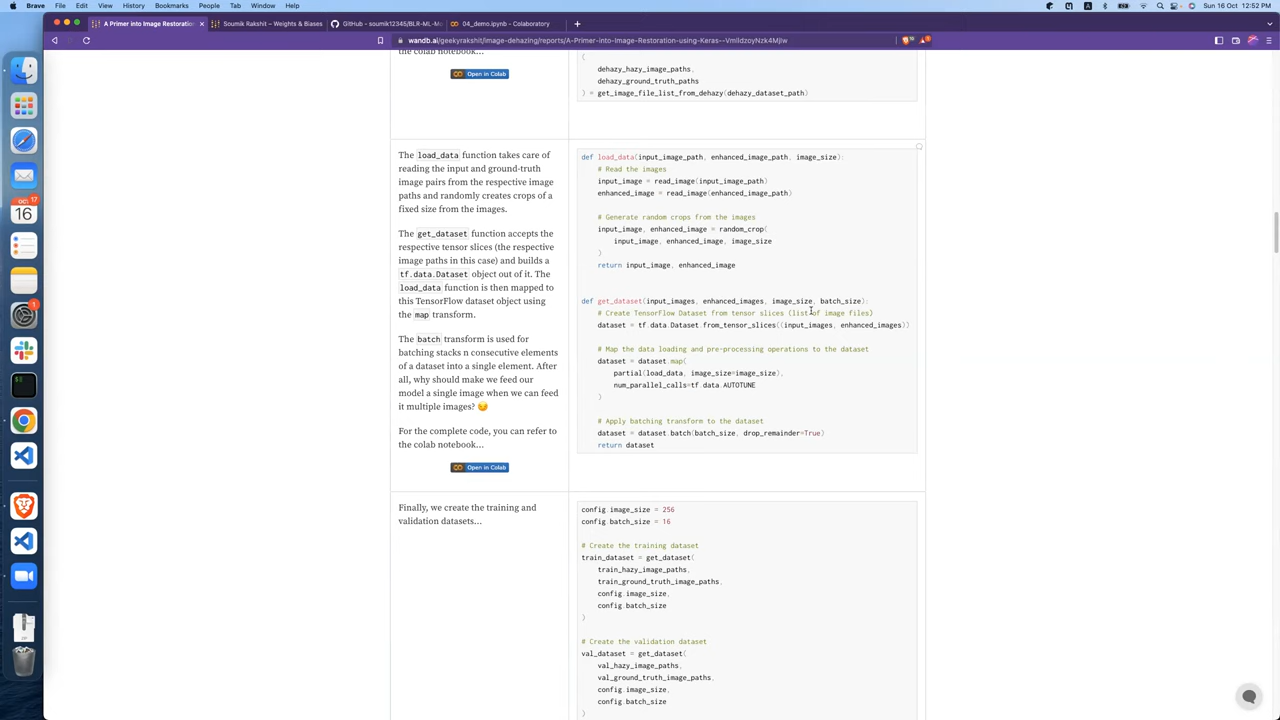 Brave File Edit View History Bookmarks People Tab Window Help
Sun 16 Oct 12:52 PM
A Primer into Image Restoration
Soumik Rakshit – Weights & Biases
GitHub - soumik12345/BLR-ML-Mo
04_demo.ipynb - Colaboratory
wandb.ai/geekyrakshit/image-dehazing/reports/A-Primer-into-Image-Restoration-using-Keras--VmlldzoyNzk4Mjiw
the colab notebook...
Open in Colab
(
dehazy_hazy_image_paths,
dehazy_ground_truth_paths
) = get_image_file_list_from_dehazy(dehazy_dataset_path)
The load_data function takes care of
reading the input and ground-truth
image pairs from the respective image
paths and randomly creates crops of a
fixed size from the images.
The get_dataset function accepts the
respective tensor slices (the respective
image paths in this case) and builds a
tf.data.Dataset object out of it. The
load_data function is then mapped to
this TensorFlow dataset object using
the map transform.
The batch transform is used for
batching stacks n consecutive elements
of a dataset into a single element. After
all, why should make we feed our
model a single image when we can feed
it multiple images? 😏
For the complete code, you can refer to
the colab notebook...
Open in Colab
def load_data(input_image_path, enhanced_image_path, image_size):
# Read the images
input_image = read_image(input_image_path)
enhanced_image = read_image(enhanced_image_path)
# Generate random crops from the images
input_image, enhanced_image = random_crop(
input_image, enhanced_image, image_size
)
return input_image, enhanced_image
def get_dataset(input_images, enhanced_images, image_size, batch_size):
# Create TensorFlow Dataset from tensor slices (list of image files)
dataset = tf.data.Dataset.from_tensor_slices((input_images, enhanced_images))
# Map the data loading and pre-processing operations to the dataset
dataset = dataset.map(
partial(load_data, image_size=image_size),
num_parallel_calls=tf.data.AUTOTUNE
)
# Apply batching transform to the dataset
dataset = dataset.batch(batch_size, drop_remainder=True)
return dataset
Finally, we create the training and
validation datasets...
config.image_size = 256
config.batch_size = 16
# Create the training dataset
train_dataset = get_dataset(
train_hazy_image_paths,
train_ground_truth_image_paths,
config.image_size,
config.batch_size
)
# Create the validation dataset
val_dataset = get_dataset(
val_hazy_image_paths,
val_ground_truth_image_paths,
config.image_size,
config.batch_size
)
OCT 17
16
1